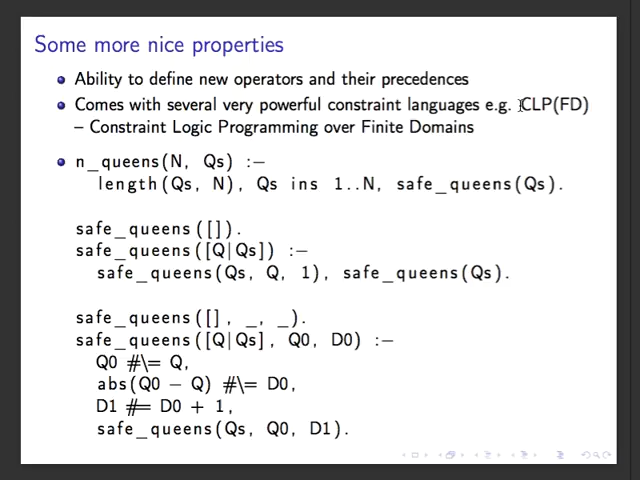 Some more nice properties
Ability to define new operators and their precedences
Comes with several very powerful constraint languages e.g. CLP(FD)
– Constraint Logic Programming over Finite Domains
n_queens(N, Qs) :–
length(Qs, N), Qs ins 1..N, safe_queens(Qs).
safe_queens([]).
safe_queens([Q|Qs]) :–
safe_queens(Qs, Q, 1), safe_queens(Qs).
safe_queens([], _, _).
safe_queens([Q|Qs], Q0, D0) :–
Q0 #\= Q,
abs(Q0 – Q) #\= D0,
D1 #= D0 + 1,
safe_queens(Qs, Q0, D1).